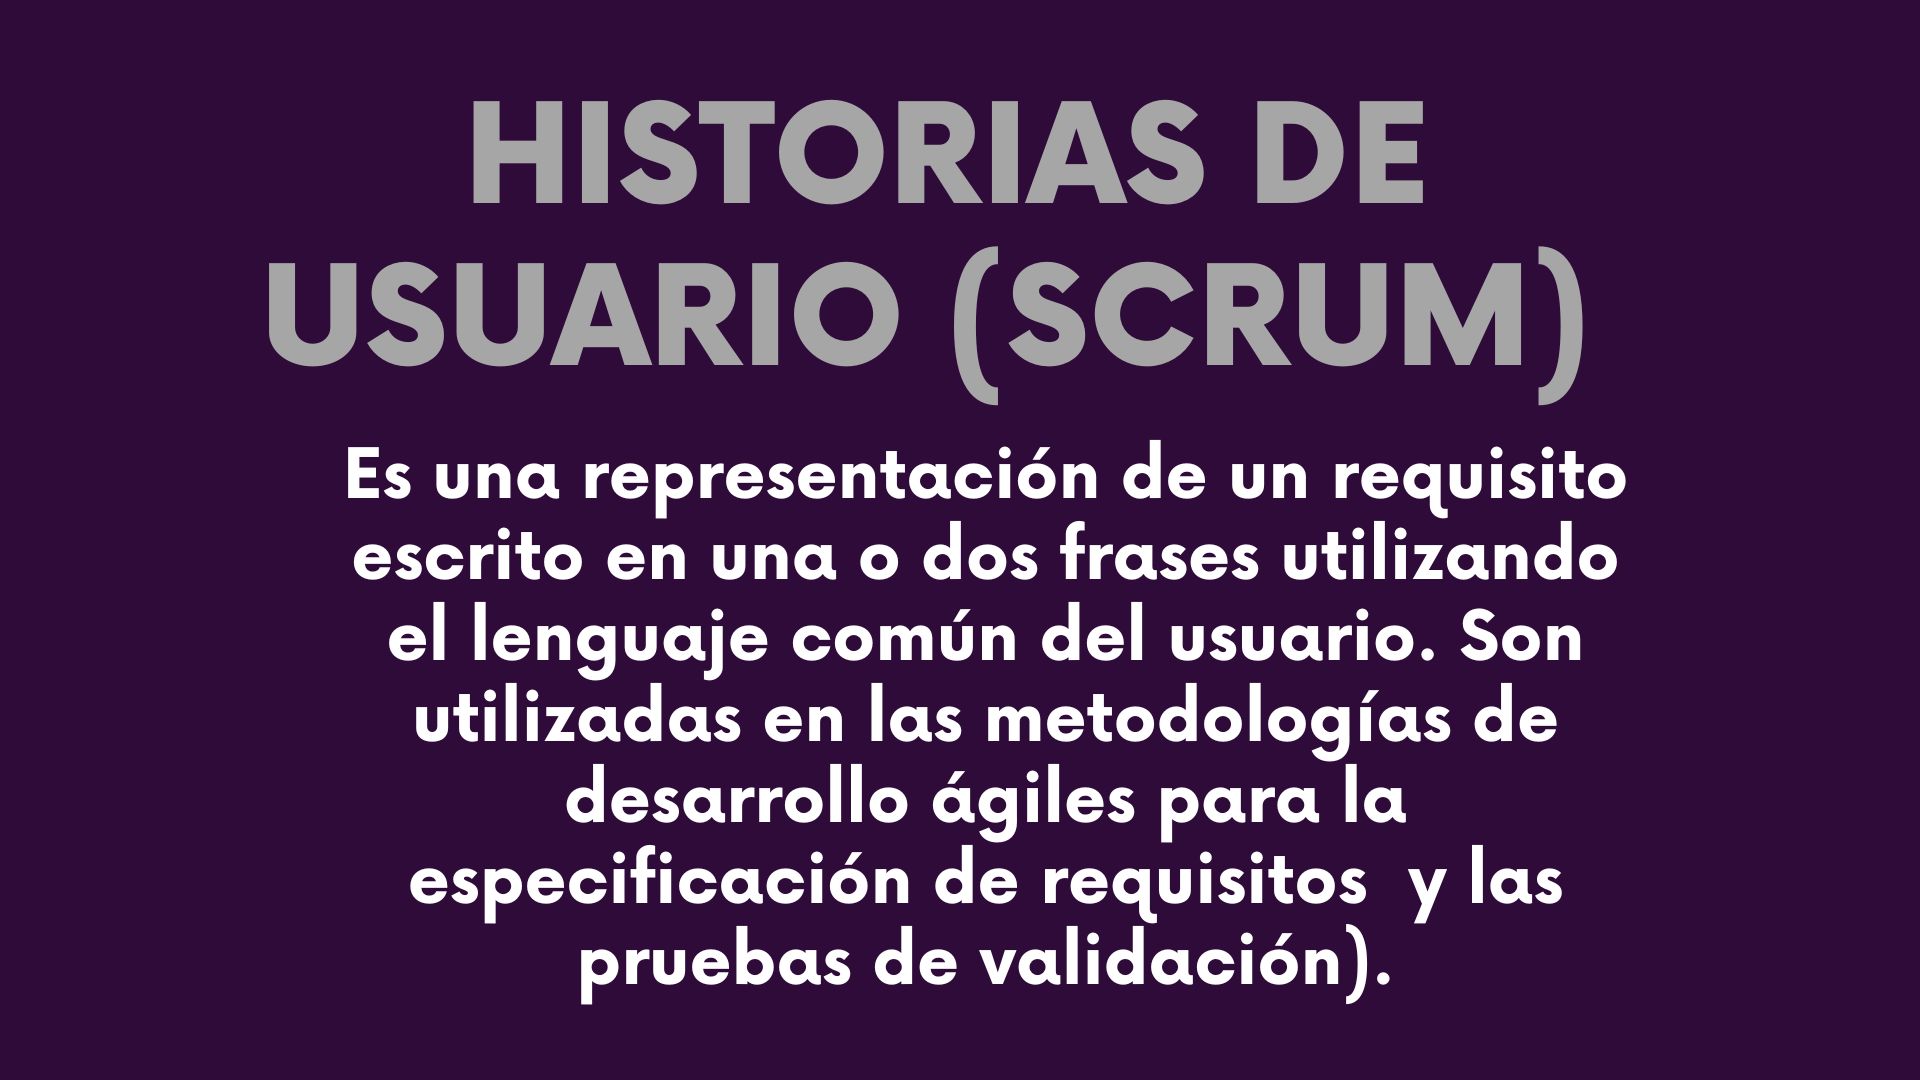 HISTORIAS DE
USUARIO (SCRUM)
Es una representación de un requisito
escrito en una o dos frases utilizando
el lenguaje común del usuario. Son
utilizadas en las metodologías de
desarrollo ágiles para la
especificación de requisitos  y las
pruebas de validación).